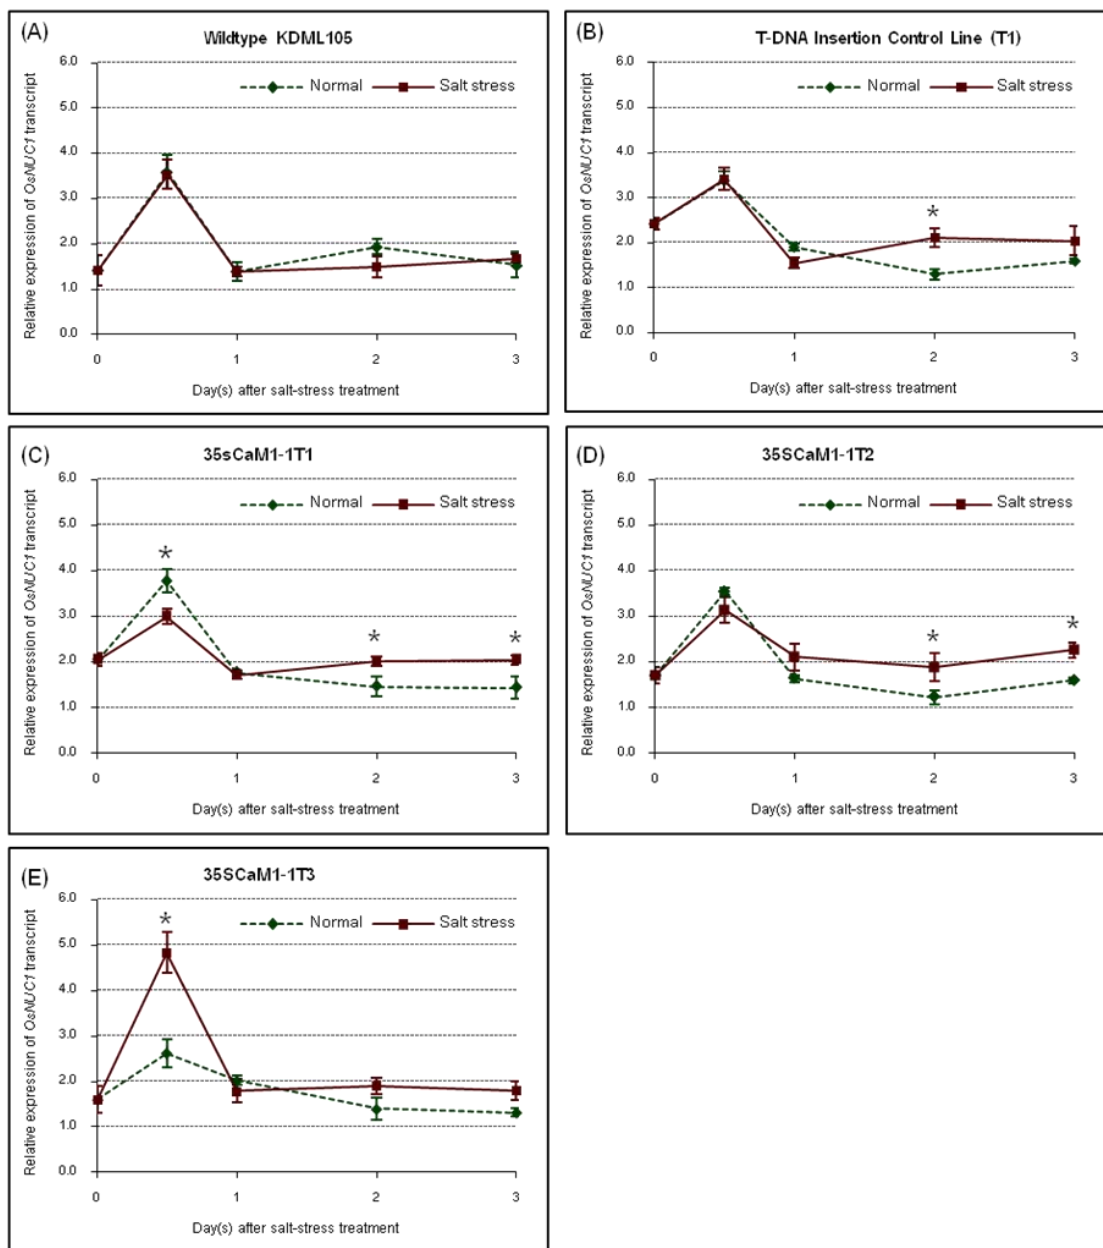 (A)
Wildtype KDML105
Normal
Salt stress
Relative expression of OsNUC1 transcript
6.0
5.0
4.0
3.0
2.0
1.0
0.0
0 1 2 3
Day(s) after salt-stress treatment
(B)
T-DNA Insertion Control Line (T1)
Normal
Salt stress
Relative expression of OsNUC1 transcript
6.0
5.0
4.0
3.0
2.0
*
1.0
0.0
0 1 2 3
Day(s) after salt-stress treatment
(C)
35sCaM1-1T1
Normal
Salt stress
Relative expression of OsNUC1 transcript
6.0
5.0
4.0
3.0
2.0
1.0
0.0
*
* *
0 1 2 3
Day(s) after salt-stress treatment
(D)
35SCaM1-1T2
Normal
Salt stress
Relative expression of OsNUC1 transcript
6.0
5.0
4.0
3.0
2.0
1.0
0.0
* *
0 1 2 3
Day(s) after salt-stress treatment
(E)
35SCaM1-1T3
Normal
Salt stress
Relative expression of OsNUC1 transcript
6.0
5.0
4.0
3.0
2.0
1.0
0.0
*
0 1 2 3
Day(s) after salt-stress treatment